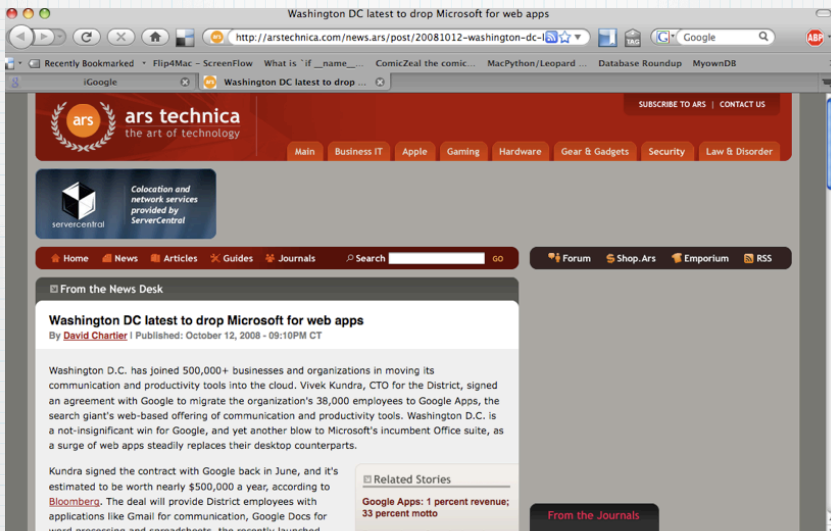 Washington DC latest to drop Microsoft for web apps
http://arstechnica.com/news.ars/post/20081012-washington-dc-l
TAG
G Google
ABP
Recently Bookmarked Flip4Mac - ScreenFlow What is `if __name__... ComicZeal the comic... MacPython/Leopard ... Database Roundup MyownDB
iGoogle
Washington DC latest to drop ...
SUBSCRIBE TO ARS | CONTACT US
ars
ars technica
the art of technology
Main Business IT Apple Gaming Hardware Gear & Gadgets Security Law & Disorder
servercentral
Colocation and
network services
provided by
ServerCentral
Home News Articles Guides Journals Search GO
Forum Shop.Ars Emporium RSS
From the News Desk
Washington DC latest to drop Microsoft for web apps
By David Chartier | Published: October 12, 2008 - 09:10PM CT
Washington D.C. has joined 500,000+ businesses and organizations in moving its
communication and productivity tools into the cloud. Vivek Kundra, CTO for the District, signed
an agreement with Google to migrate the organization's 38,000 employees to Google Apps, the
search giant's web-based offering of communication and productivity tools. Washington D.C. is
a not-insignificant win for Google, and yet another blow to Microsoft's incumbent Office suite, as
a surge of web apps steadily replaces their desktop counterparts.
Kundra signed the contract with Google back in June, and it's
estimated to be worth nearly $500,000 a year, according to
Bloomberg. The deal will provide District employees with
applications like Gmail for communication, Google Docs for
word processing and spreadsheets, the recently launched
Related Stories
Google Apps: 1 percent revenue;
33 percent motto
From the Journals